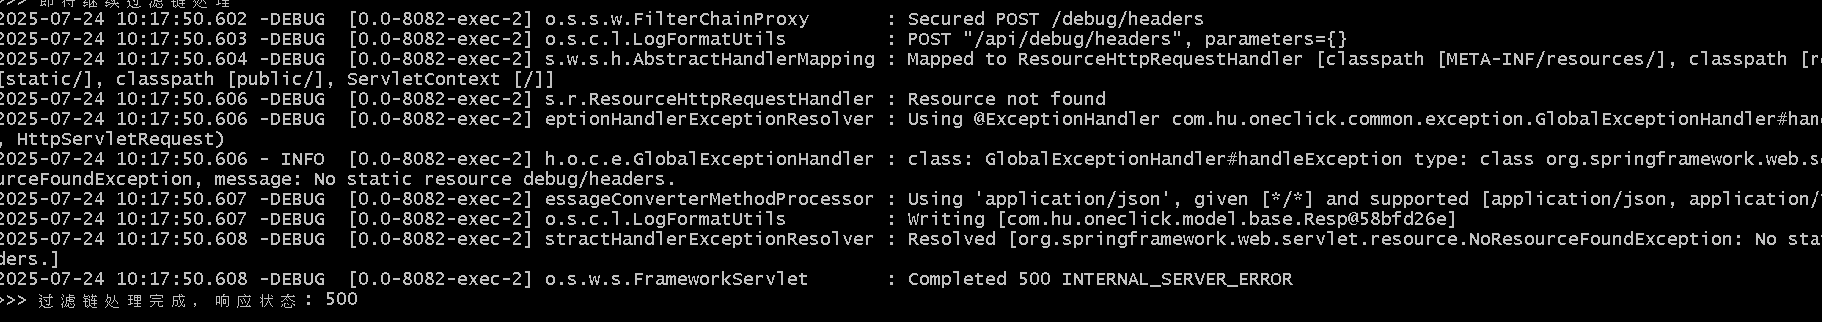 >>> 即将继续过滤链处理
2025-07-24 10:17:50.602 -DEBUG  [0.0-8082-exec-2] o.s.s.w.FilterChainProxy        : Secured POST /debug/headers
2025-07-24 10:17:50.603 -DEBUG  [0.0-8082-exec-2] o.s.c.l.LogFormatUtils          : POST "/api/debug/headers", parameters={}
2025-07-24 10:17:50.604 -DEBUG  [0.0-8082-exec-2] s.w.s.h.AbstractHandlerMapping : Mapped to ResourceHttpRequestHandler [classpath [META-INF/resources/], classpath [re
[static/], classpath [public/], ServletContext [/]]
2025-07-24 10:17:50.606 -DEBUG  [0.0-8082-exec-2] s.r.ResourceHttpRequestHandler : Resource not found
2025-07-24 10:17:50.606 -DEBUG  [0.0-8082-exec-2] eptionHandlerExceptionResolver : Using @ExceptionHandler com.hu.oneclick.common.exception.GlobalExceptionHandler#han
, HttpServletRequest)
2025-07-24 10:17:50.606 - INFO  [0.0-8082-exec-2] h.o.c.e.GlobalExceptionHandler : class: GlobalExceptionHandler#handleException type: class org.springframework.web.se
urceFoundException, message: No static resource debug/headers.
2025-07-24 10:17:50.607 -DEBUG  [0.0-8082-exec-2] essageConverterMethodProcessor : Using 'application/json', given [*/*] and supported [application/json, application/
2025-07-24 10:17:50.607 -DEBUG  [0.0-8082-exec-2] o.s.c.l.LogFormatUtils          : Writing [com.hu.oneclick.model.base.Resp@58bfd26e]
2025-07-24 10:17:50.608 -DEBUG  [0.0-8082-exec-2] stractHandlerExceptionResolver : Resolved [org.springframework.web.servlet.resource.NoResourceFoundException: No stat
ders.]
2025-07-24 10:17:50.608 -DEBUG  [0.0-8082-exec-2] o.s.w.s.FrameworkServlet        : Completed 500 INTERNAL_SERVER_ERROR
>>> 过滤链处理完成，响应状态: 500